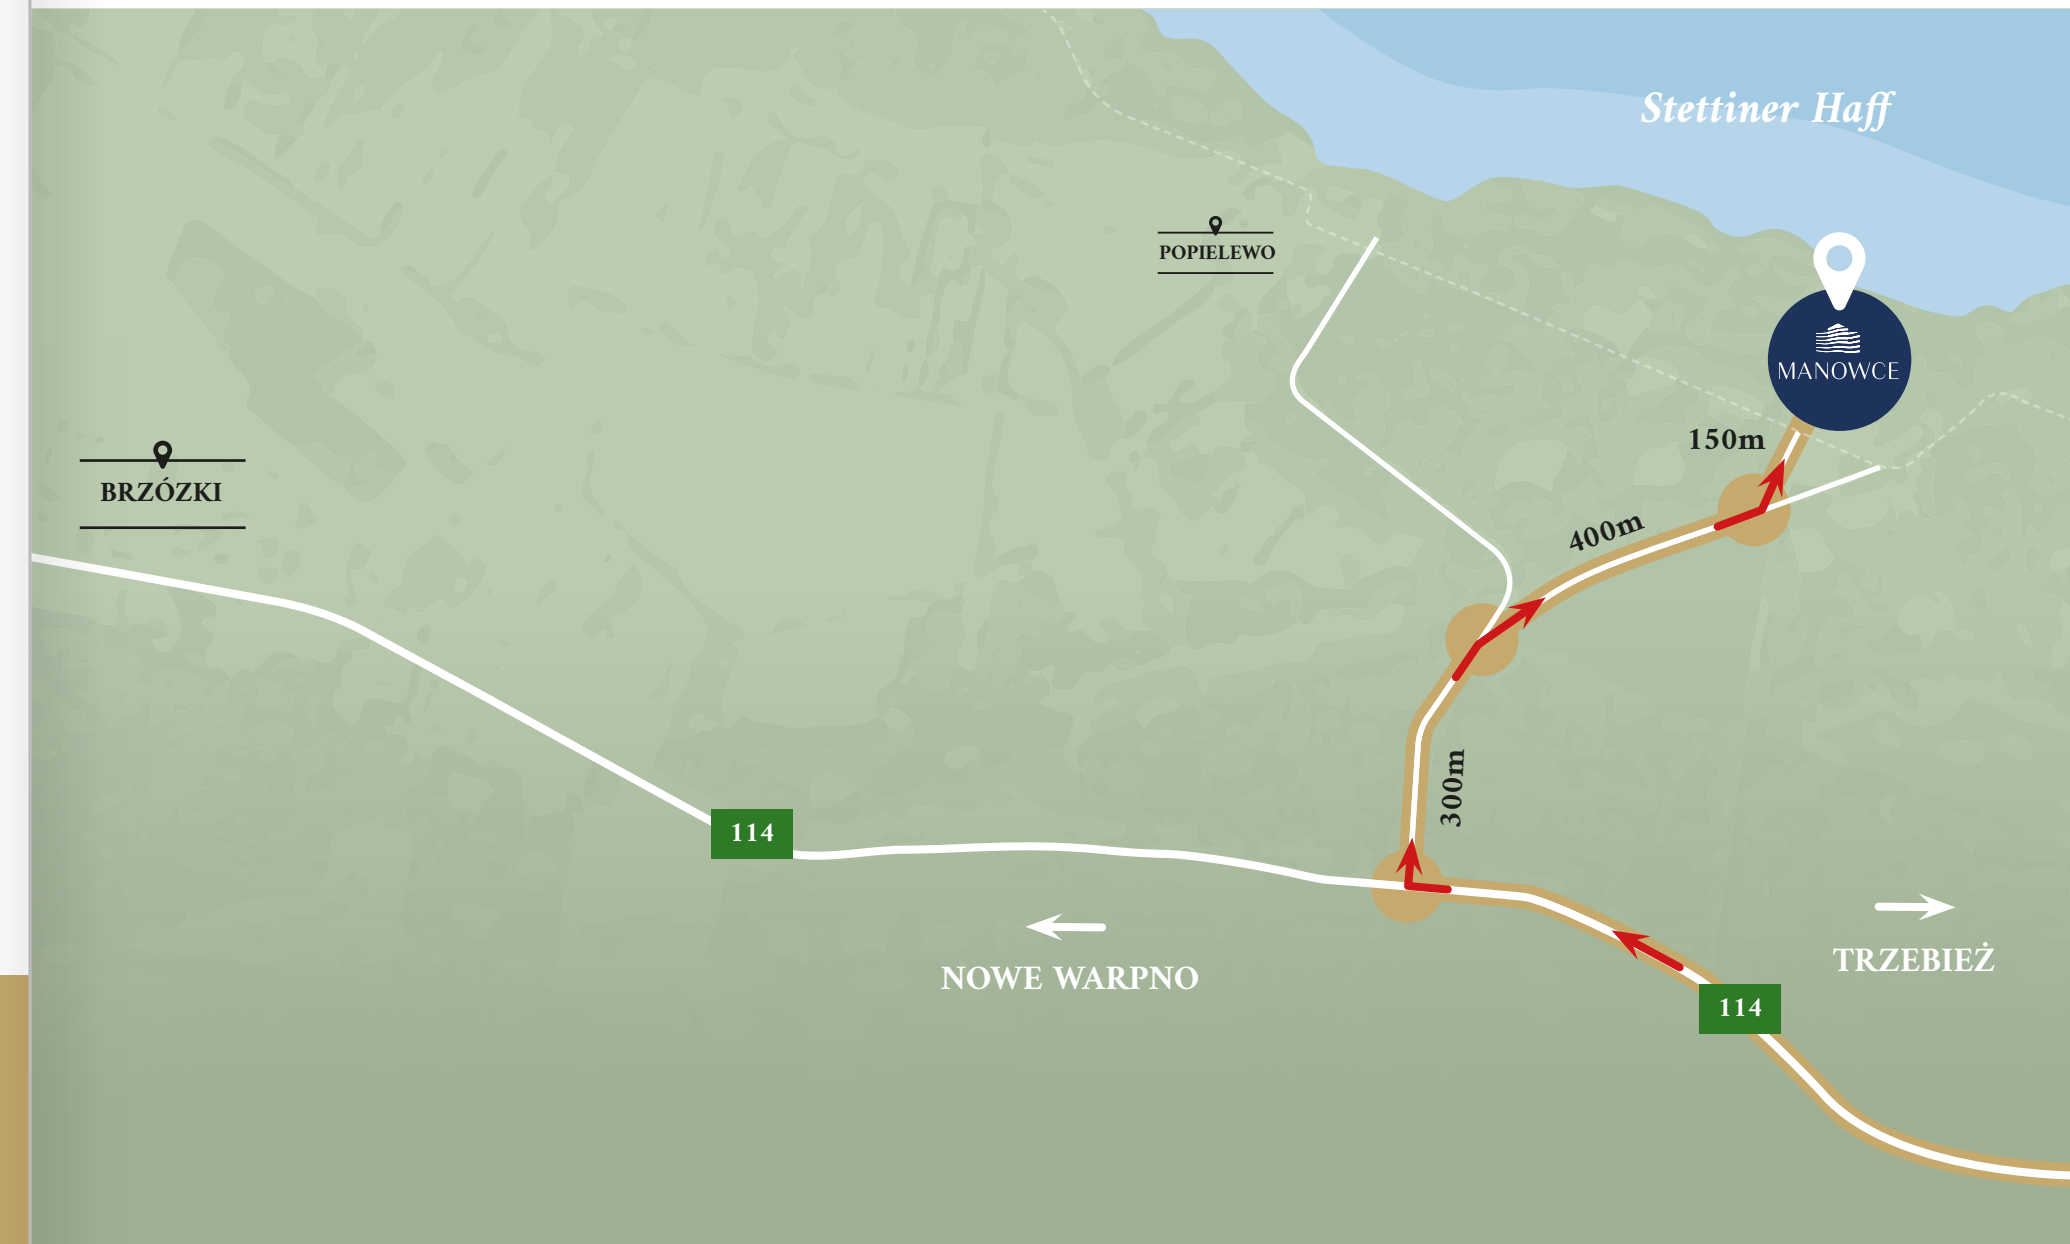 Stettiner Haff
POPIELEWO
MANOWCE
150m
BRZÓZKI
400m
300m
114
NOWE WARPNO
TRZEBIEŻ
114